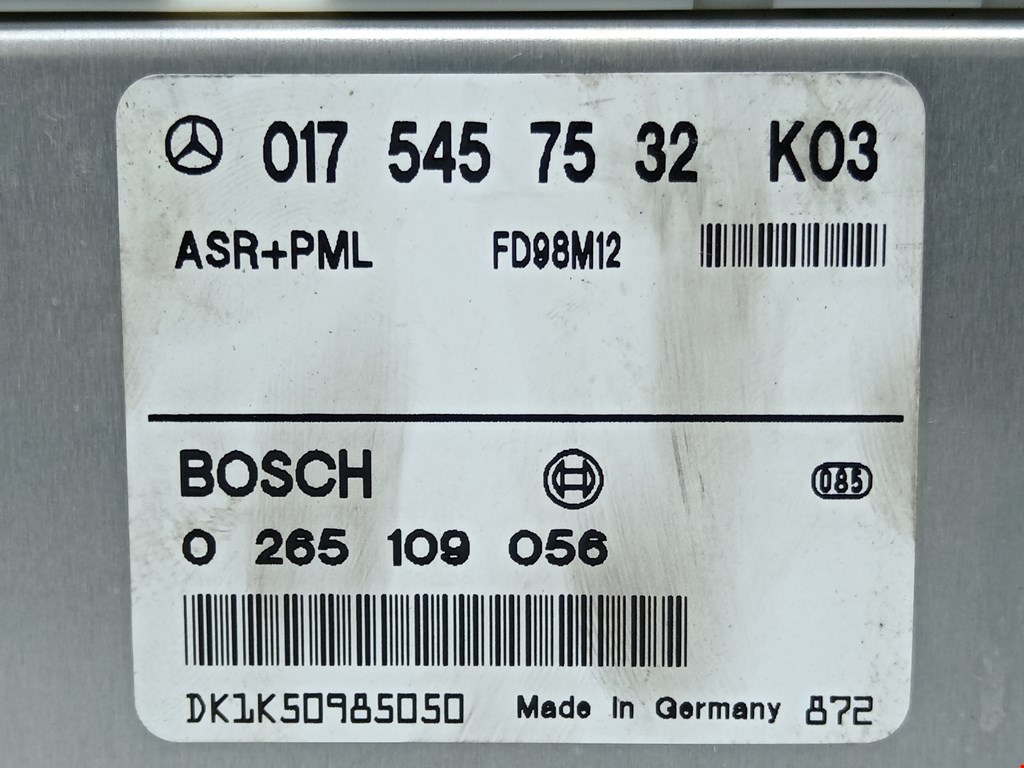 017 545 75 32 K03
ASR+PML FD98M12
BOSCH 085
0 265 109 056
DK1K50985050 Made In Germany 872